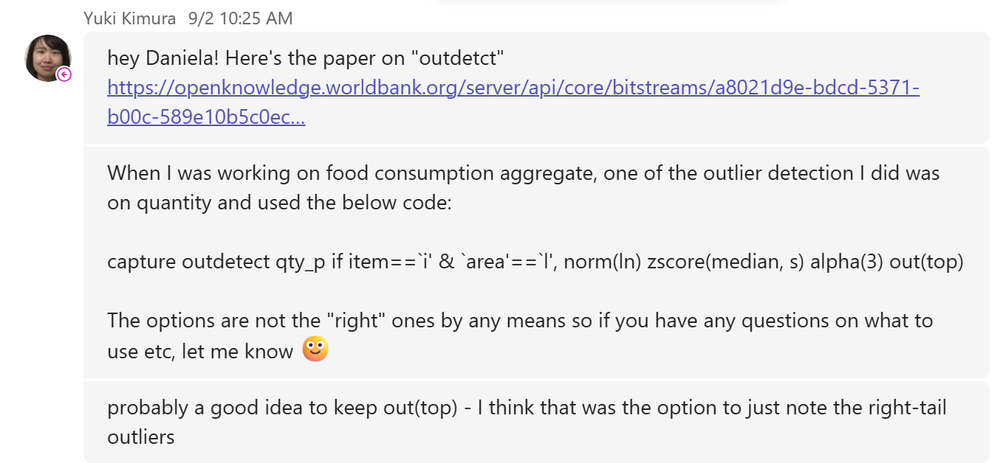 Yuki Kimura 9/2 10:25 AM
hey Daniela! Here's the paper on "outdetct"
https://openknowledge.worldbank.org/server/api/core/bitstreams/a8021d9e-bdcd-5371-
b00c-589e10b5c0ec...
When I was working on food consumption aggregate, one of the outlier detection I did was
on quantity and used the below code:
capture outdetect qty_p if item==`i' & `area'==`l', norm(ln) zscore(median, s) alpha(3) out(top)
The options are not the "right" ones by any means so if you have any questions on what to
use etc, let me know
probably a good idea to keep out(top) - I think that was the option to just note the right-tail
outliers